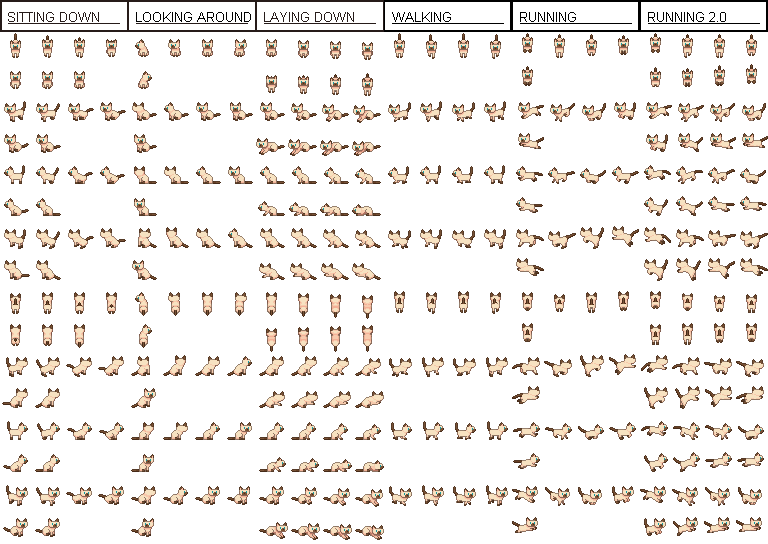 SITTING DOWN
LOOKING AROUND
LAYING DOWN
WALKING
RUNNING
RUNNING 2.0